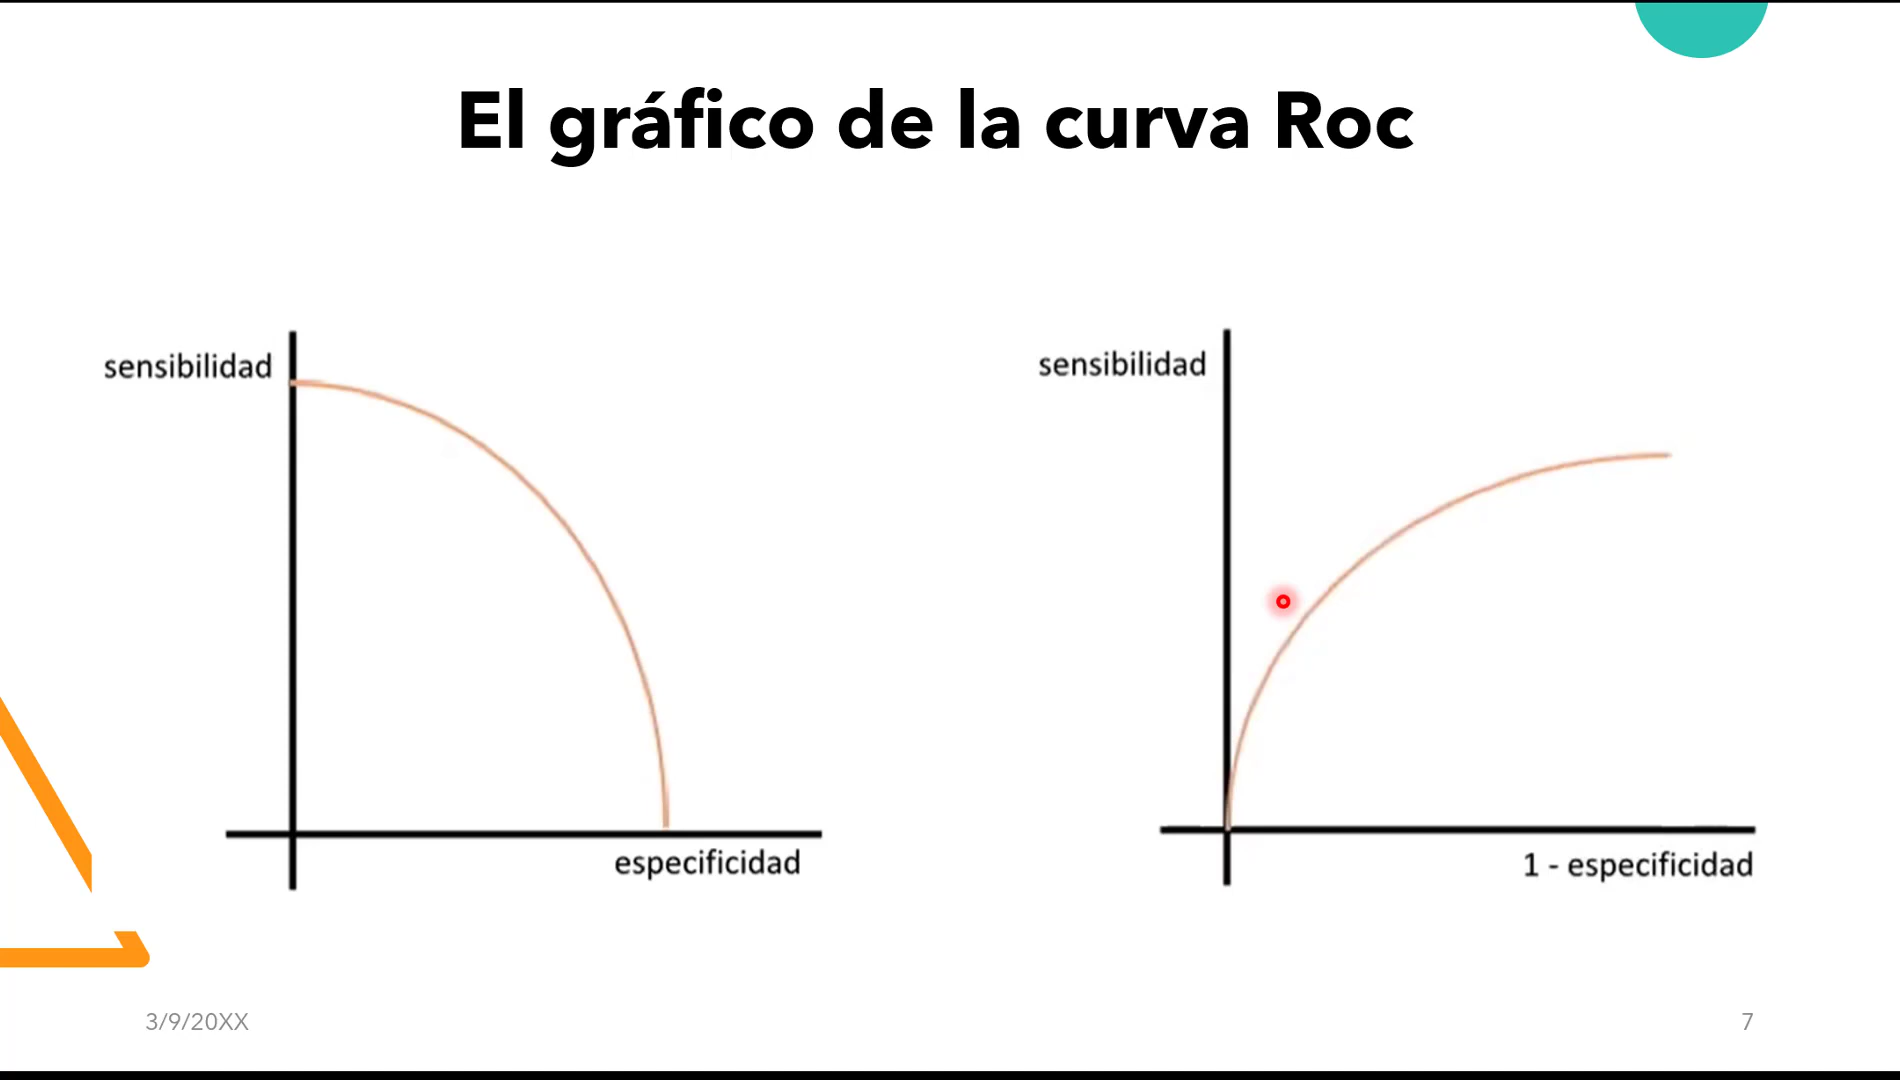 El gráfico de la curva Roc
sensibilidad
especificidad
sensibilidad
1 - especificidad
3/9/20XX
7